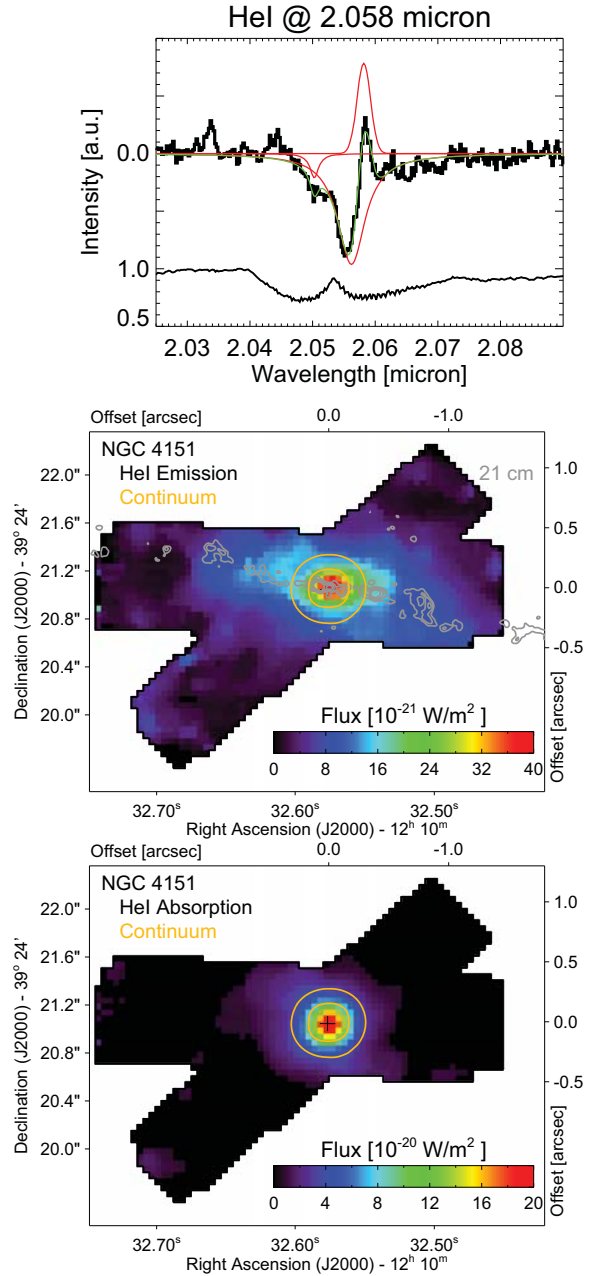 HeI @ 2.058 micron
Intensity [a.u.]
0.0
1.0
0.5
2.03 2.04 2.05 2.06 2.07 2.08
Wavelength [micron]
Offset [arcsec] 0.0 -1.0
NGC 4151
HeI Emission
Continuum
21 cm
Declination (J2000) - 39° 24'
22.0"
21.6"
21.2"
20.8"
20.4"
20.0"
1.0
0.5
0.0
-0.5
Offset [arcsec]
Flux [10⁻²¹ W/m² ]
0 8 16 24 32 40
32.70ˢ 32.60ˢ 32.50ˢ
Right Ascension (J2000) - 12ʰ 10ᵐ
Offset [arcsec] 0.0 -1.0
NGC 4151
HeI Absorption
Continuum
Declination (J2000) - 39° 24'
22.0"
21.6"
21.2"
20.8"
20.4"
20.0"
1.0
0.5
0.0
-0.5
Offset [arcsec]
Flux [10⁻²⁰ W/m² ]
0 4 8 12 16 20
32.70ˢ 32.60ˢ 32.50ˢ
Right Ascension (J2000) - 12ʰ 10ᵐ